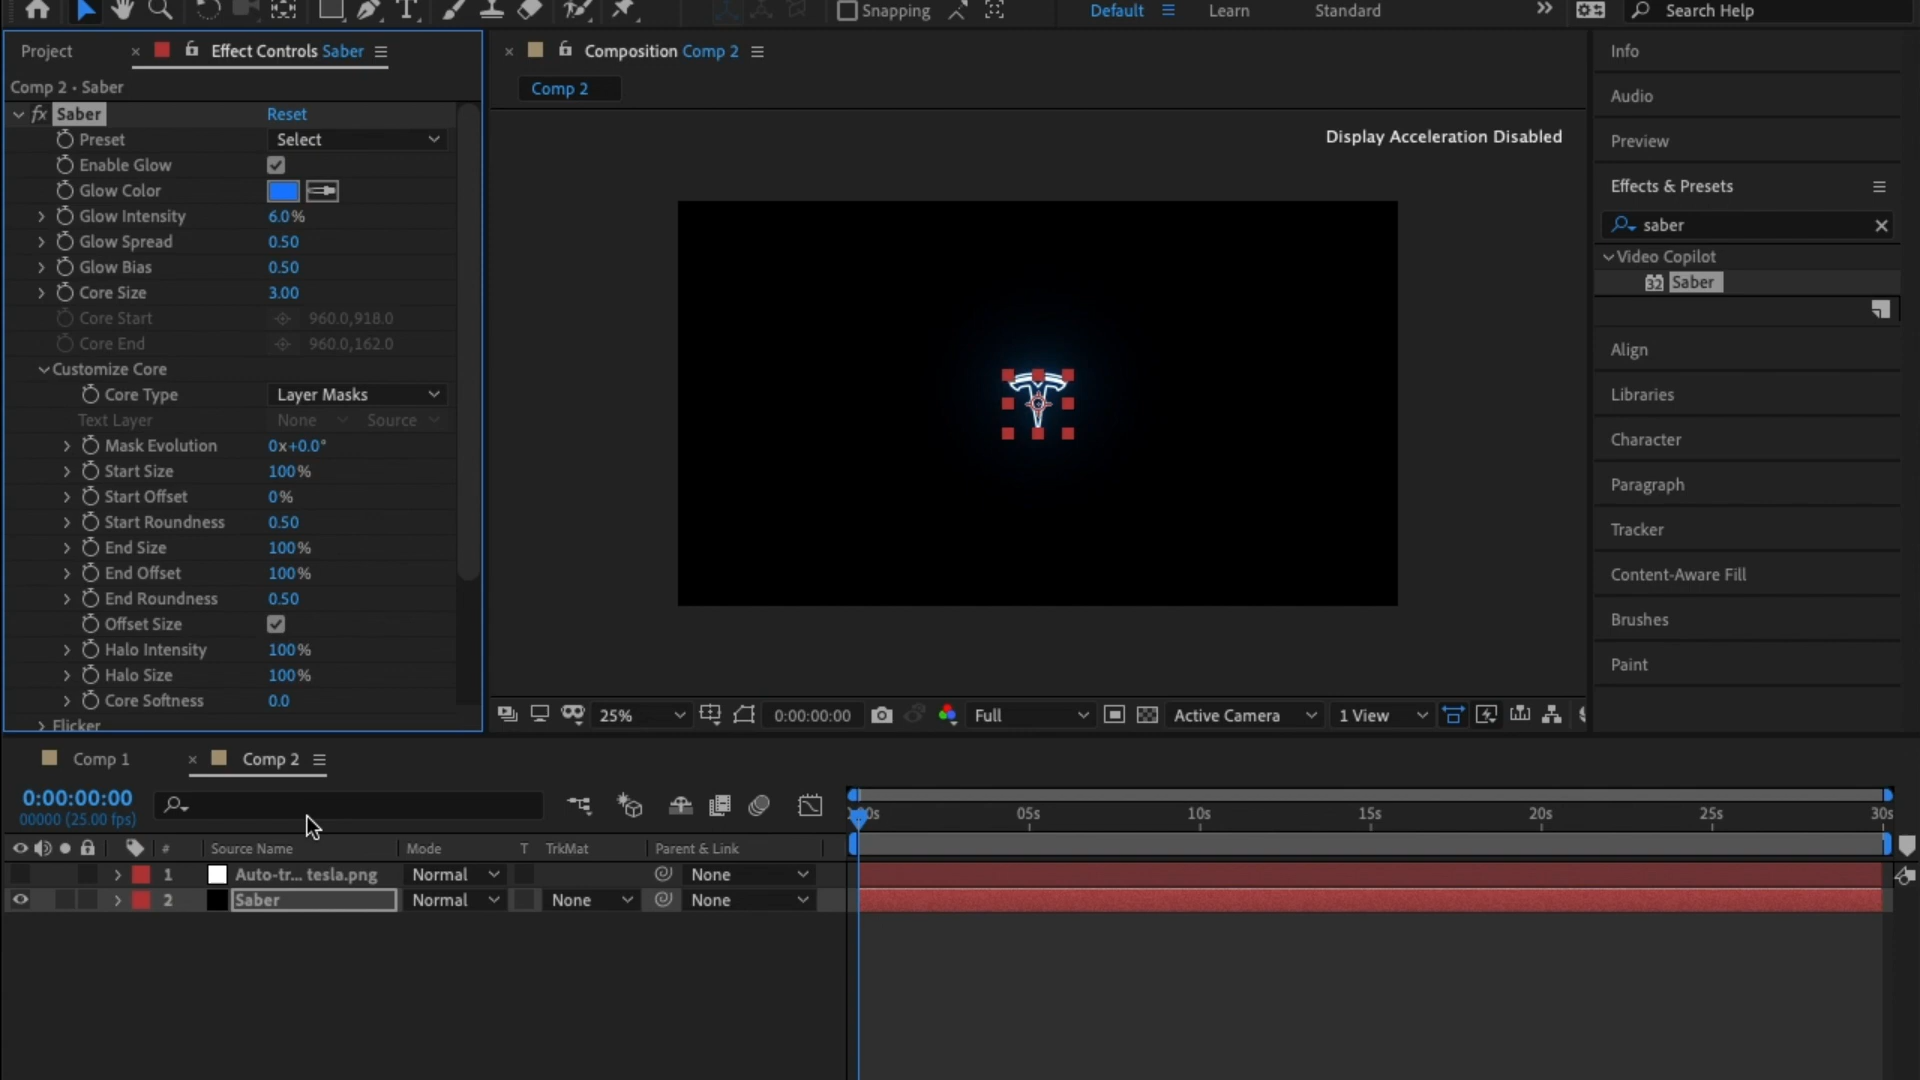 Snapping
Default
Learn
Standard
Search Help
Project
Effect Controls Saber
Comp 2 • Saber
fx Saber
Reset
Preset
Select
Enable Glow
Glow Color
Glow Intensity
6.0%
Glow Spread
0.50
Glow Bias
0.50
Core Size
3.00
Core Start
960.0,918.0
Core End
960.0,162.0
Customize Core
Core Type
Layer Masks
Text Layer
None
Source
Mask Evolution
0x+0.0°
Start Size
100%
Start Offset
0%
Start Roundness
0.50
End Size
100%
End Offset
100%
End Roundness
0.50
Offset Size
Halo Intensity
100%
Halo Size
100%
Core Softness
0.0
Flicker
Composition Comp 2
Comp 2
Display Acceleration Disabled
25%
0:00:00:00
Full
Active Camera
1 View
Info
Audio
Preview
Effects & Presets
saber
Video Copilot
32 Saber
Align
Libraries
Character
Paragraph
Tracker
Content-Aware Fill
Brushes
Paint
Comp 1
Comp 2
0:00:00:00
00000 (25.00 fps)
05s
10s
15s
20s
25s
30s
# Source Name
Mode
T TrkMat
Parent & Link
1 Auto-tr... tesla.png
Normal
None
2 Saber
Normal
None
None